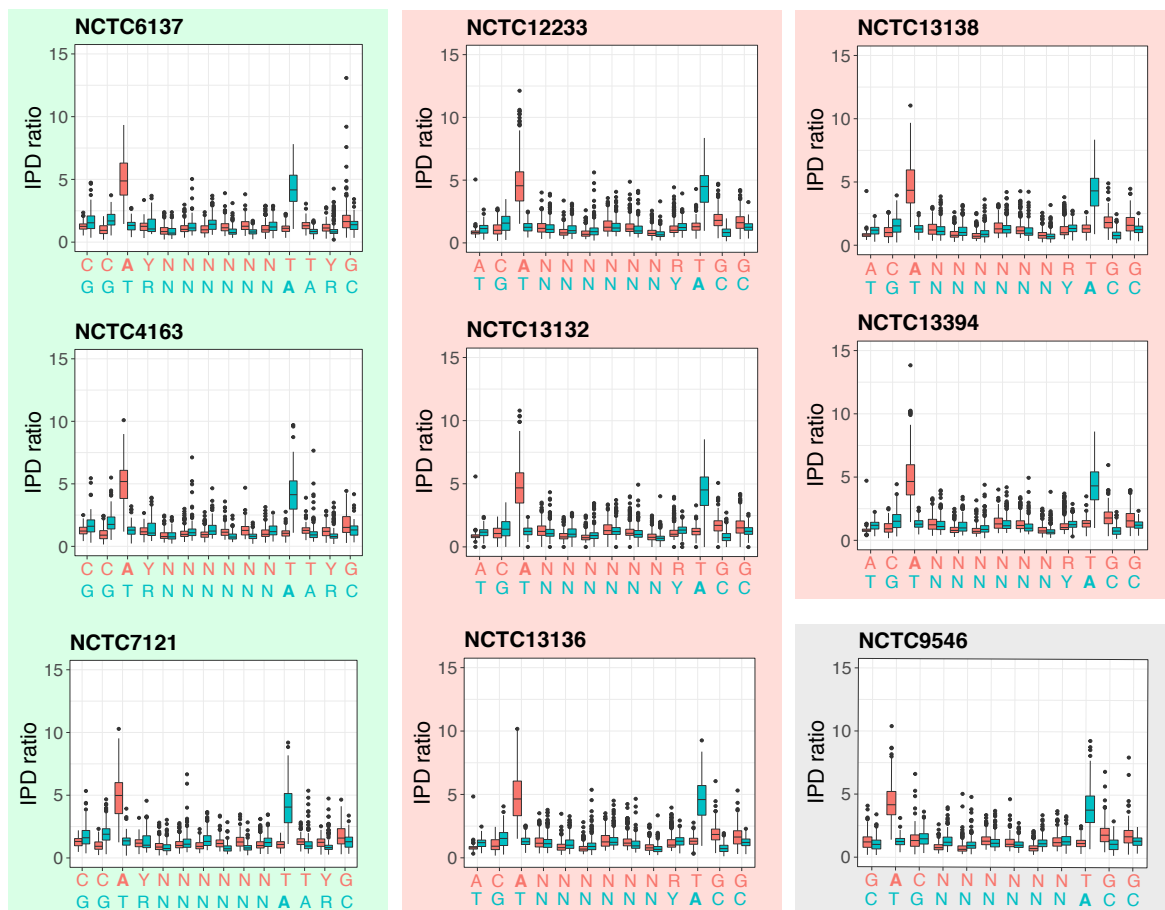 NCTC6137
15
10
5
0
IPD ratio
C C A Y N N N N N N T T Y G
G G T R N N N N N N A A R C
NCTC12233
15
10
5
0
IPD ratio
A C A N N N N N N R T G G
T G T N N N N N N Y A C C
NCTC13138
15
10
5
0
IPD ratio
A C A N N N N N N R T G G
T G T N N N N N N Y A C C
NCTC4163
15
10
5
0
IPD ratio
C C A Y N N N N N N T T Y G
G G T R N N N N N N A A R C
NCTC13132
15
10
5
0
IPD ratio
A C A N N N N N N R T G G
T G T N N N N N N Y A C C
NCTC13394
15
10
5
0
IPD ratio
A C A N N N N N N R T G G
T G T N N N N N N Y A C C
NCTC7121
15
10
5
0
IPD ratio
C C A Y N N N N N N T T Y G
G G T R N N N N N N A A R C
NCTC13136
15
10
5
0
IPD ratio
A C A N N N N N N R T G G
T G T N N N N N N Y A C C
NCTC9546
15
10
5
0
IPD ratio
G A C N N N N N N T G G
C T G N N N N N N A C C